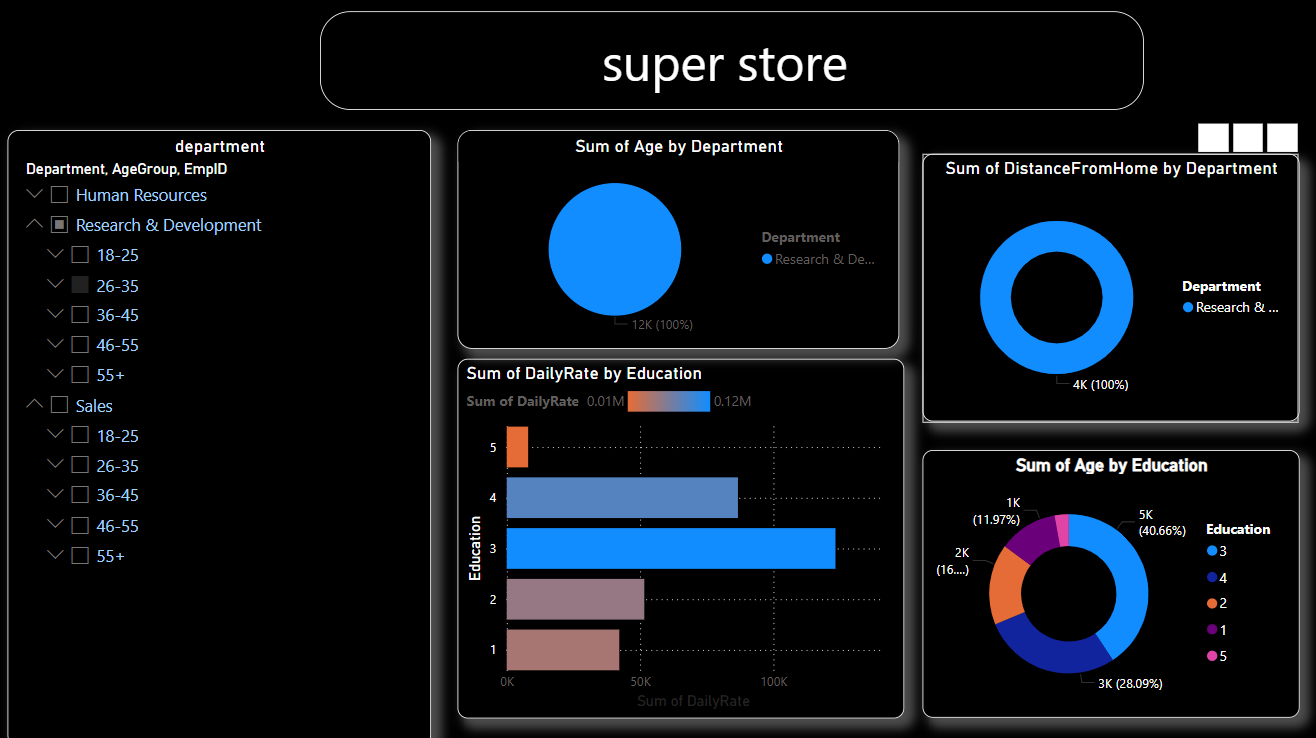 super store
department
Department, AgeGroup, EmpID
Human Resources
Research & Development
18-25
26-35
36-45
46-55
55+
Sales
18-25
26-35
36-45
46-55
55+
Sum of Age by Department
Department
Research & De...
12K (100%)
Sum of DistanceFromHome by Department
Department
Research & ...
4K (100%)
Sum of DailyRate by Education
Sum of DailyRate 0.01M 0.12M
Education
5
4
3
2
1
0K 50K 100K
Sum of DailyRate
Sum of Age by Education
1K
(11.97%)
5K
(40.66%)
2K
(16....)
3K (28.09%)
Education
3
4
2
1
5